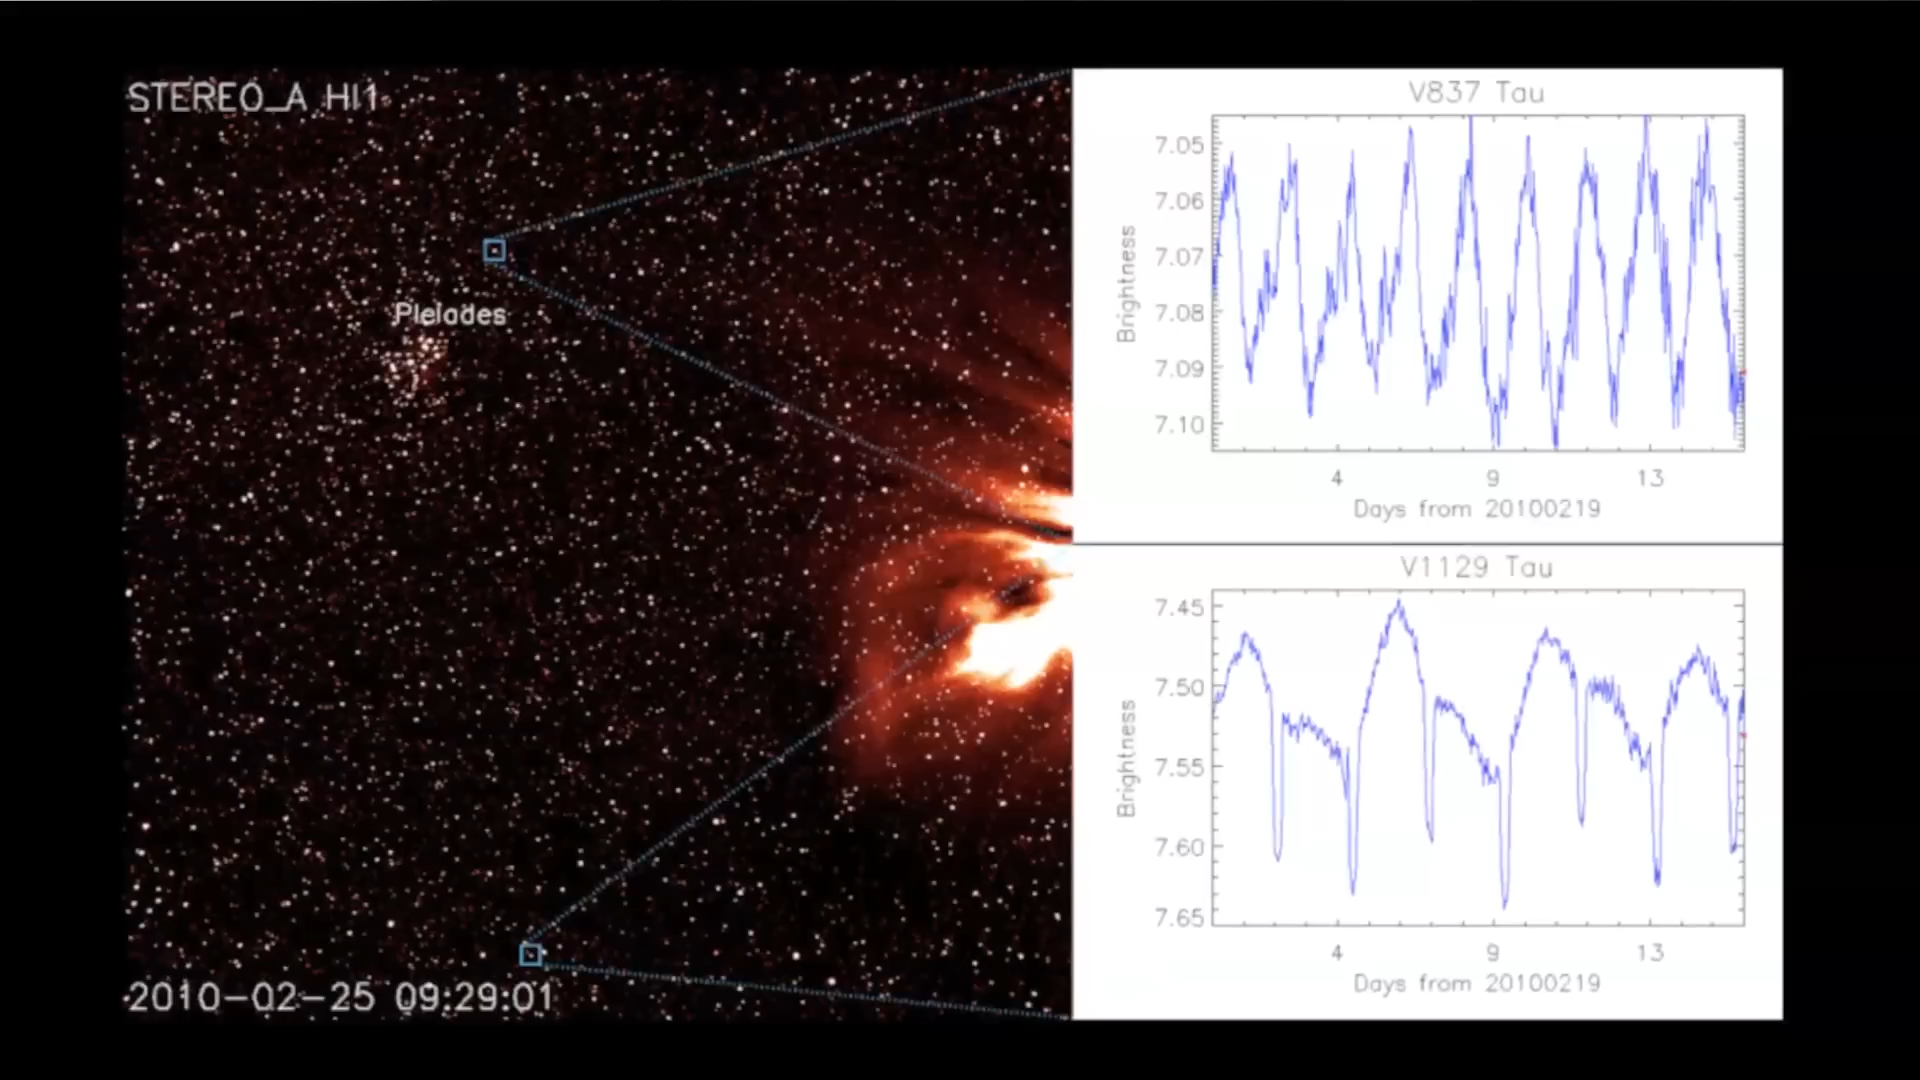 STEREO_A HI1
Pleiades
2010-02-25 09:29:01
V837 Tau
7.05
7.06
7.07
7.08
7.09
7.10
Brightness
4 9 13
Days from 20100219
V1129 Tau
7.45
7.50
7.55
7.60
7.65
Brightness
4 9 13
Days from 20100219